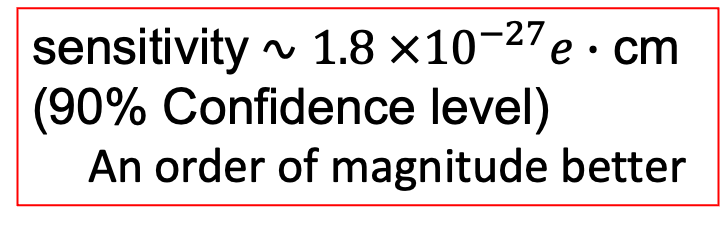 sensitivity ~ 1.8 ×10⁻²⁷ e · cm
(90% Confidence level)
An order of magnitude better